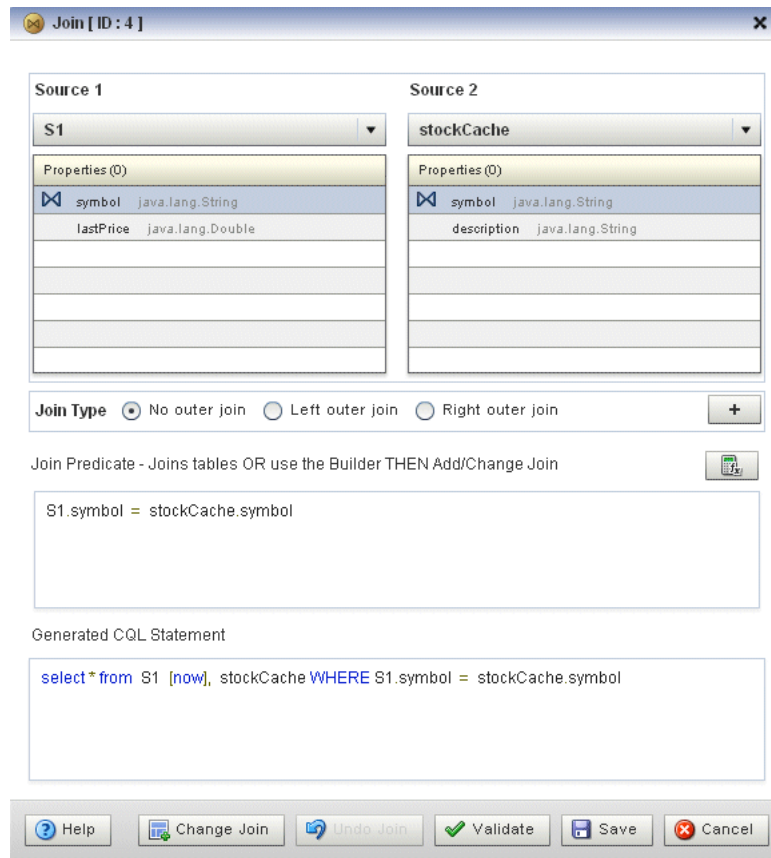 Join [ ID : 4 ]
Source 1
Source 2
S1
stockCache
Properties (0)
Properties (0)
symbol java.lang.String
symbol java.lang.String
lastPrice java.lang.Double
description java.lang.String
Join Type No outer join Left outer join Right outer join +
Join Predicate - Joins tables OR use the Builder THEN Add/Change Join
S1.symbol = stockCache.symbol
Generated CQL Statement
select * from S1 [now], stockCache WHERE S1.symbol = stockCache.symbol
Help Change Join Undo Join Validate Save Cancel